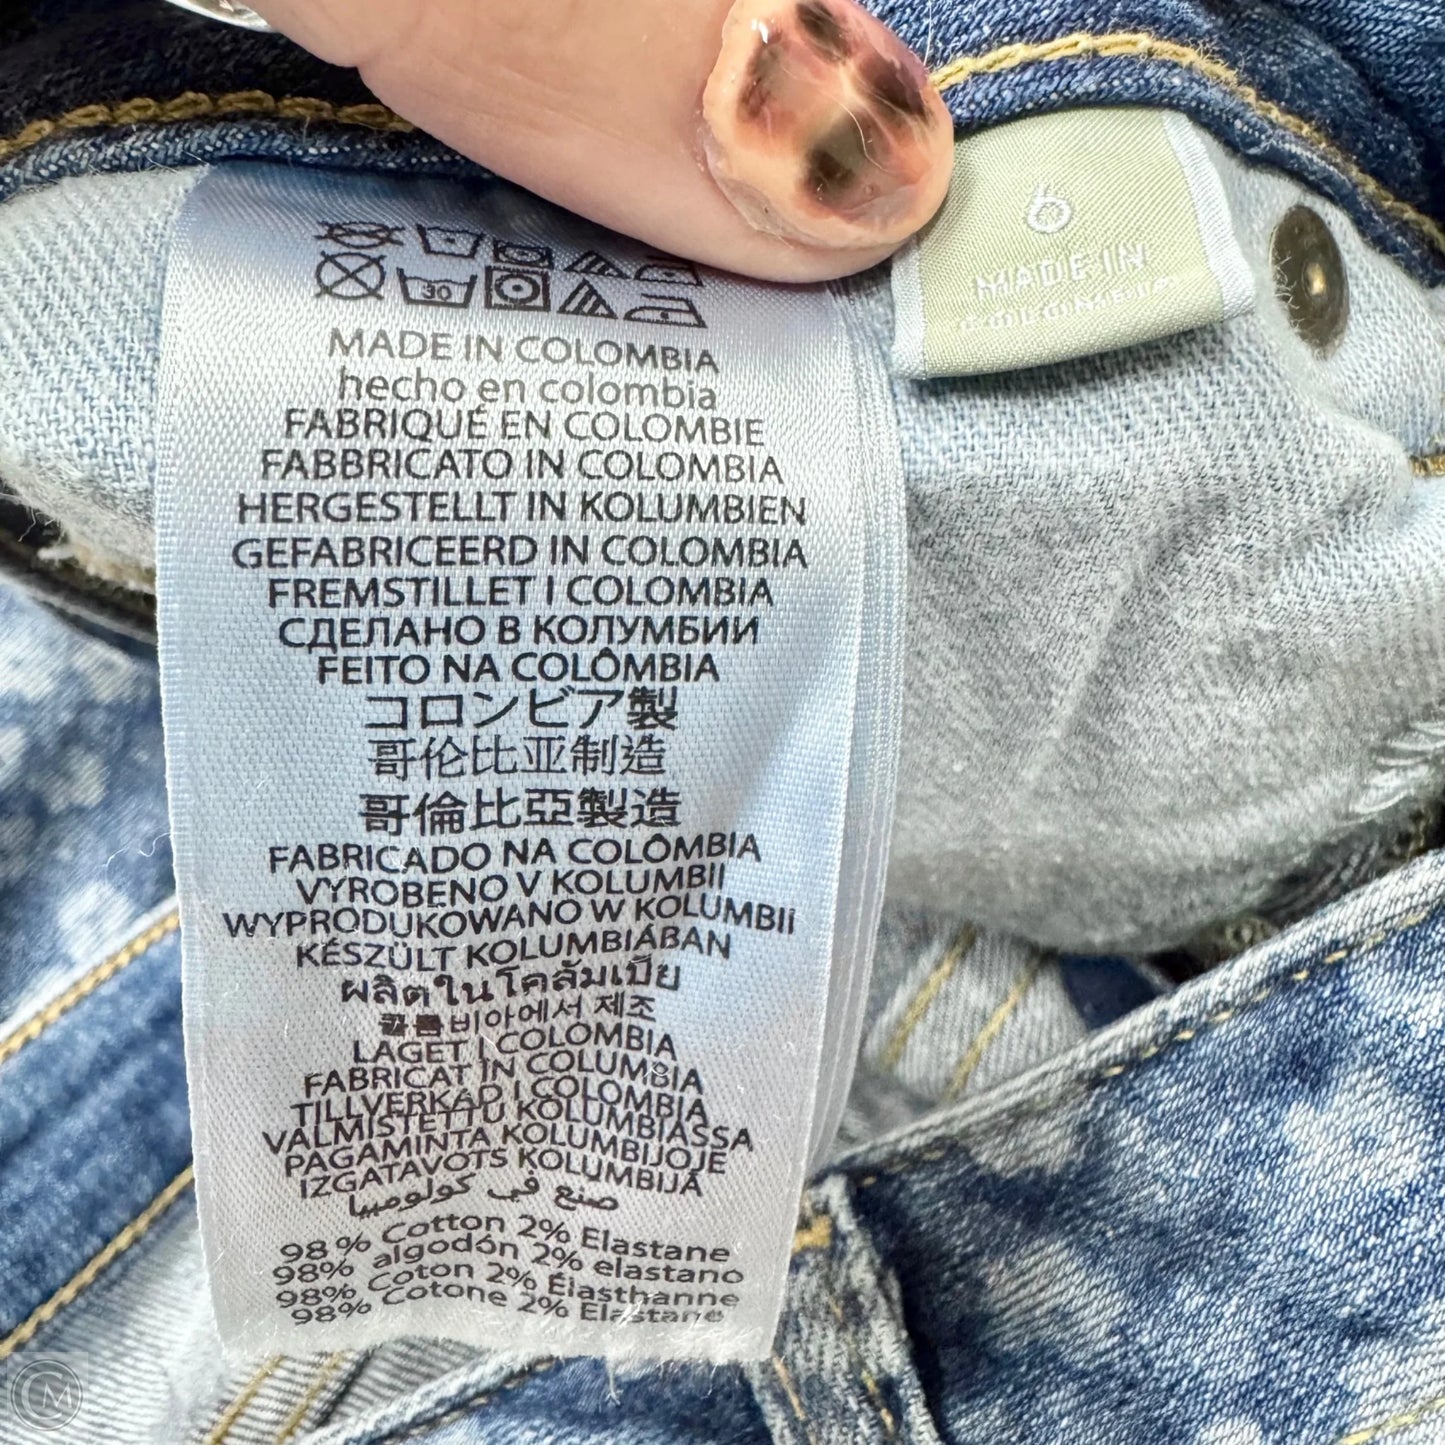 30
MADE IN COLOMBIA
hecho en colombia
FABRIQUÉ EN COLOMBIE
FABBRICATO IN COLOMBIA
HERGESTELLT IN KOLUMBIEN
GEFABRICEERD IN COLOMBIA
FREMSTILLET I COLOMBIA
СДЕЛАНО В КОЛУМБИИ
FEITO NA COLÔMBIA
コロンビア製
哥伦比亚制造
哥倫比亞製造
FABRICADO NA COLÔMBIA
VYROBENO V KOLUMBII
WYPRODUKOWANO W KOLUMBii
KÉSZÜLT KOLUMBIÁBAN
ผลิตในโคลัมเบีย
콜롬비아에서 제조
LAGET I COLOMBIA
FABRICAT IN COLUMBIA
TILLVERKAD I COLOMBIA
VALMISTETTU KOLUMBIASSA
PAGAMINTA KOLUMBIJOJE
IZGATAVOTS KOLUMBIJĀ
صنع في كولومبيا
98 % Cotton 2% Elastane
98% algodón 2% elastano
98% Coton 2% Élasthanne
98% Cotone 2% Elastane
6
MADE IN
CM